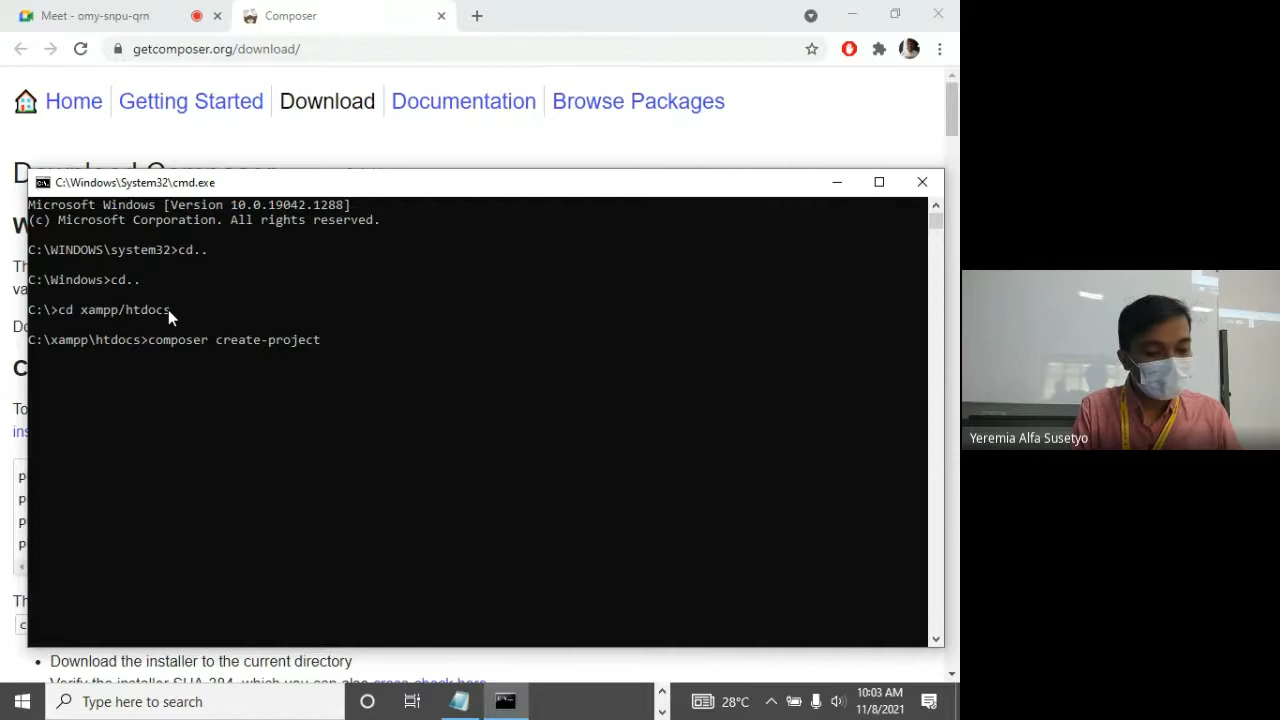 Meet - omy-snpu-qrn
Composer
getcomposer.org/download/
Home
Getting Started
Download
Documentation
Browse Packages
C:\Windows\System32\cmd.exe
Microsoft Windows [Version 10.0.19042.1288]
(c) Microsoft Corporation. All rights reserved.
C:\WINDOWS\system32>cd..
C:\Windows>cd..
C:\>cd xampp/htdocs
C:\xampp\htdocs>composer create-project
Download the installer to the current directory
Yeremia Alfa Susetyo
Type here to search
28°C
10:03 AM
11/8/2021